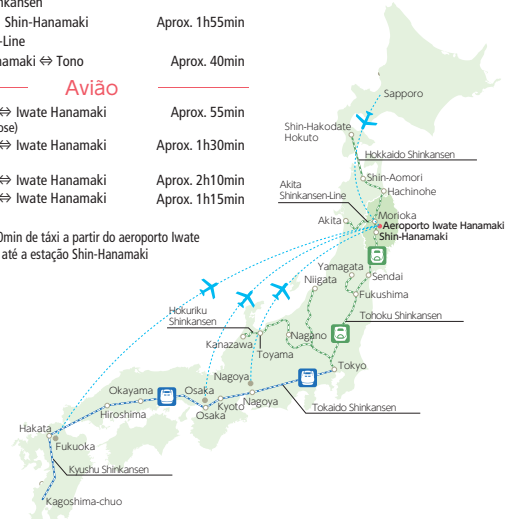 Shin-Hanamaki Aprox. 1h55min
-Line
⇔ Tono Aprox. 40min
Avião
⇔ Iwate Hanamaki Aprox. 55min
⇔ Iwate Hanamaki Aprox. 1h30min
⇔ Iwate Hanamaki Aprox. 2h10min
⇔ Iwate Hanamaki Aprox. 1h15min
0min de táxi a partir do aeroporto Iwate
até a estação Shin-Hanamaki
Sapporo
Shin-Hakodate
Hokuto
Hokkaido Shinkansen
Shin-Aomori
Hachinohe
Akita
Shinkansen-Line
Morioka
Akita
Aeroporto Iwate Hanamaki
Shin-Hanamaki
Yamagata
Sendai
Niigata
Fukushima
Hokuriku
Shinkansen
Tohoku Shinkansen
Nagano
Kanazawa
Toyama
Tokyo
Nagoya
Okayama
Osaka
Kyoto
Nagoya
Tokaido Shinkansen
Hiroshima
Osaka
Hakata
Fukuoka
Kyushu Shinkansen
Kagoshima-chuo